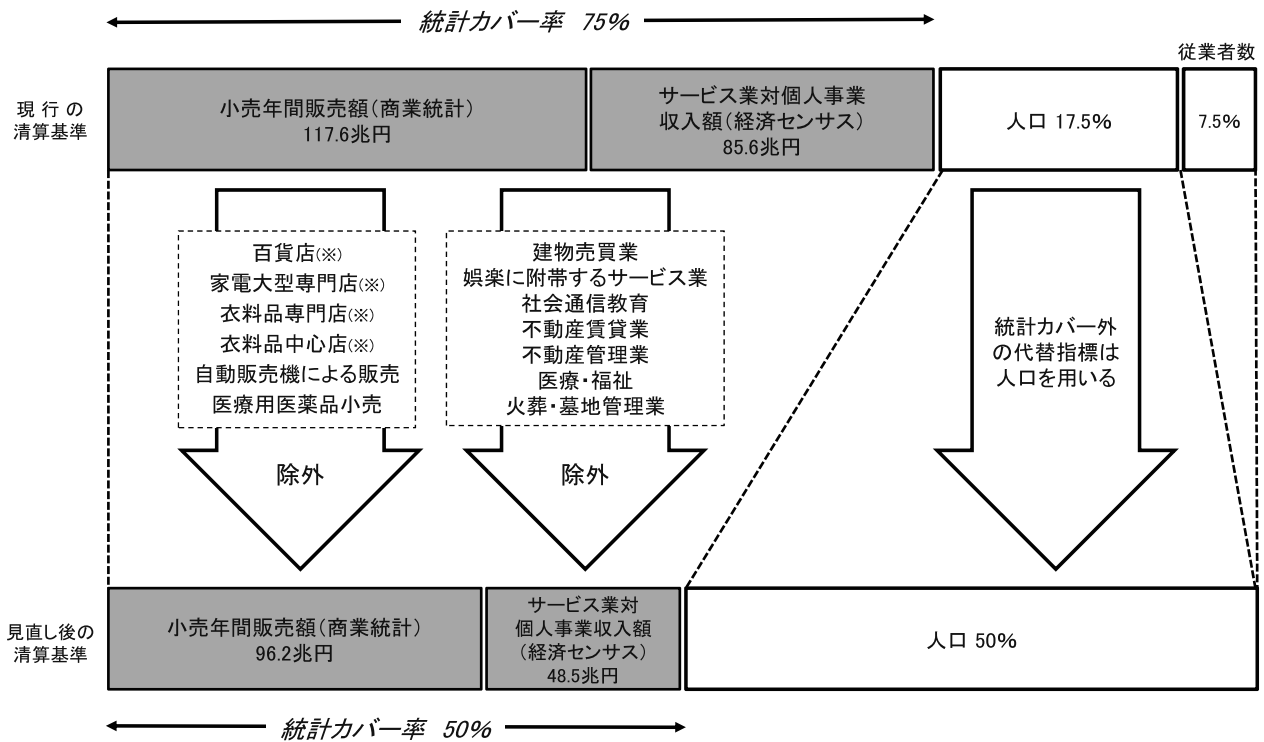 統計カバー率 75%
従業者数
現行の
清算基準
小売年間販売額(商業統計)
117.6兆円
サービス業対個人事業
収入額(経済センサス)
85.6兆円
人口 17.5%
7.5%
百貨店(※)
家電大型専門店(※)
衣料品専門店(※)
衣料品中心店(※)
自動販売機による販売
医療用医薬品小売
除外
建物売買業
娯楽に附帯するサービス業
社会通信教育
不動産賃貸業
不動産管理業
医療・福祉
火葬・墓地管理業
除外
統計カバー外
の代替指標は
人口を用いる
見直し後の
清算基準
小売年間販売額(商業統計)
96.2兆円
サービス業対
個人事業収入額
(経済センサス)
48.5兆円
人口 50%
統計カバー率 50%